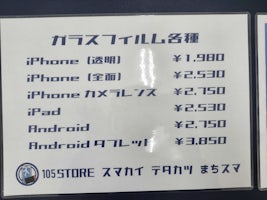 ガラスフィルム各種
iPhone (透明) ¥1,980
iPhone (全面) ¥2,530
iPhone カメラレンズ ¥2,750
iPad ¥2,530
Android ¥2,750
Android タブレット ¥3,850
105STORE スマカイ テタカツ まちスマ